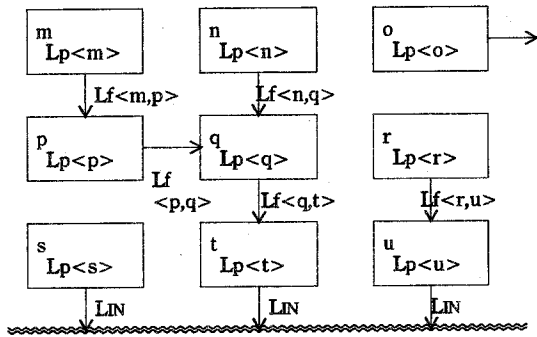 m n o
Lp<m> Lp<n> Lp<o>
Lf<m,p> Lf<n,q>
p q r
Lp<p> Lp<q> Lp<r>
Lf
<p,q> Lf<q,t> Lf<r,u>
s t u
Lp<s> Lp<t> Lp<u>
LIN LIN LIN